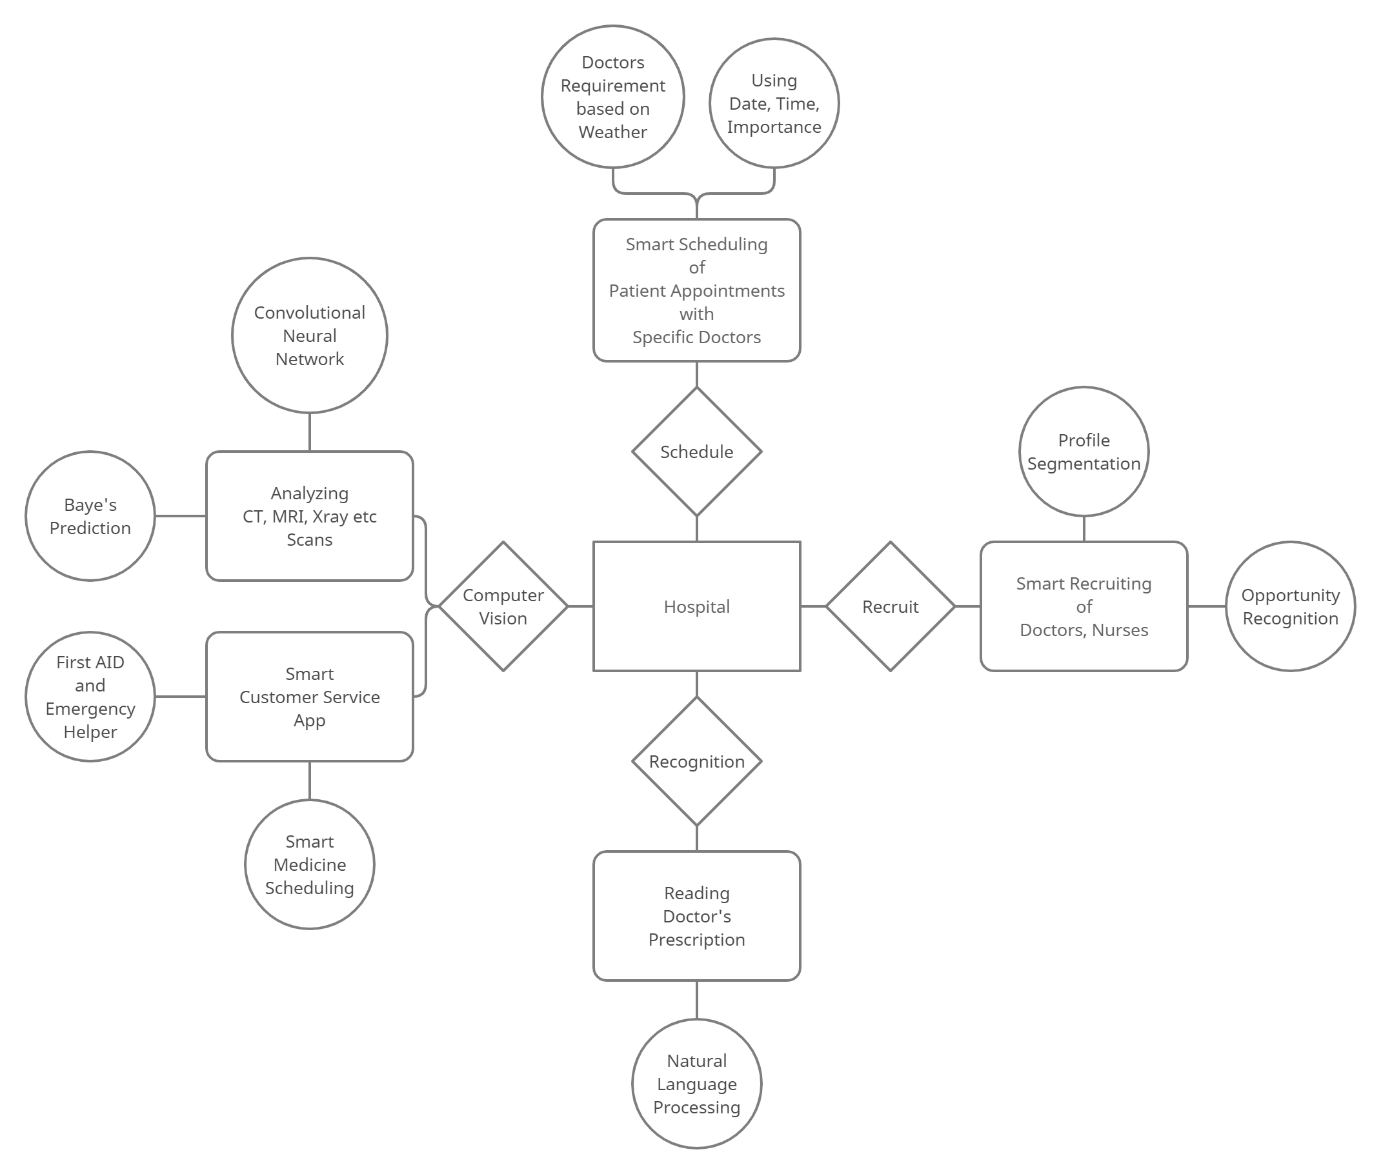 Doctors
Requirement
based on
Weather
Using
Date, Time,
Importance
Smart Scheduling
of
Patient Appointments
with
Specific Doctors
Convolutional
Neural
Network
Schedule
Profile
Segmentation
Baye's
Prediction
Analyzing
CT, MRI, Xray etc
Scans
Computer
Vision
Hospital
Recruit
Smart Recruiting
of
Doctors, Nurses
Opportunity
Recognition
First AID
and
Emergency
Helper
Smart
Customer Service
App
Recognition
Smart
Medicine
Scheduling
Reading
Doctor's
Prescription
Natural
Language
Processing